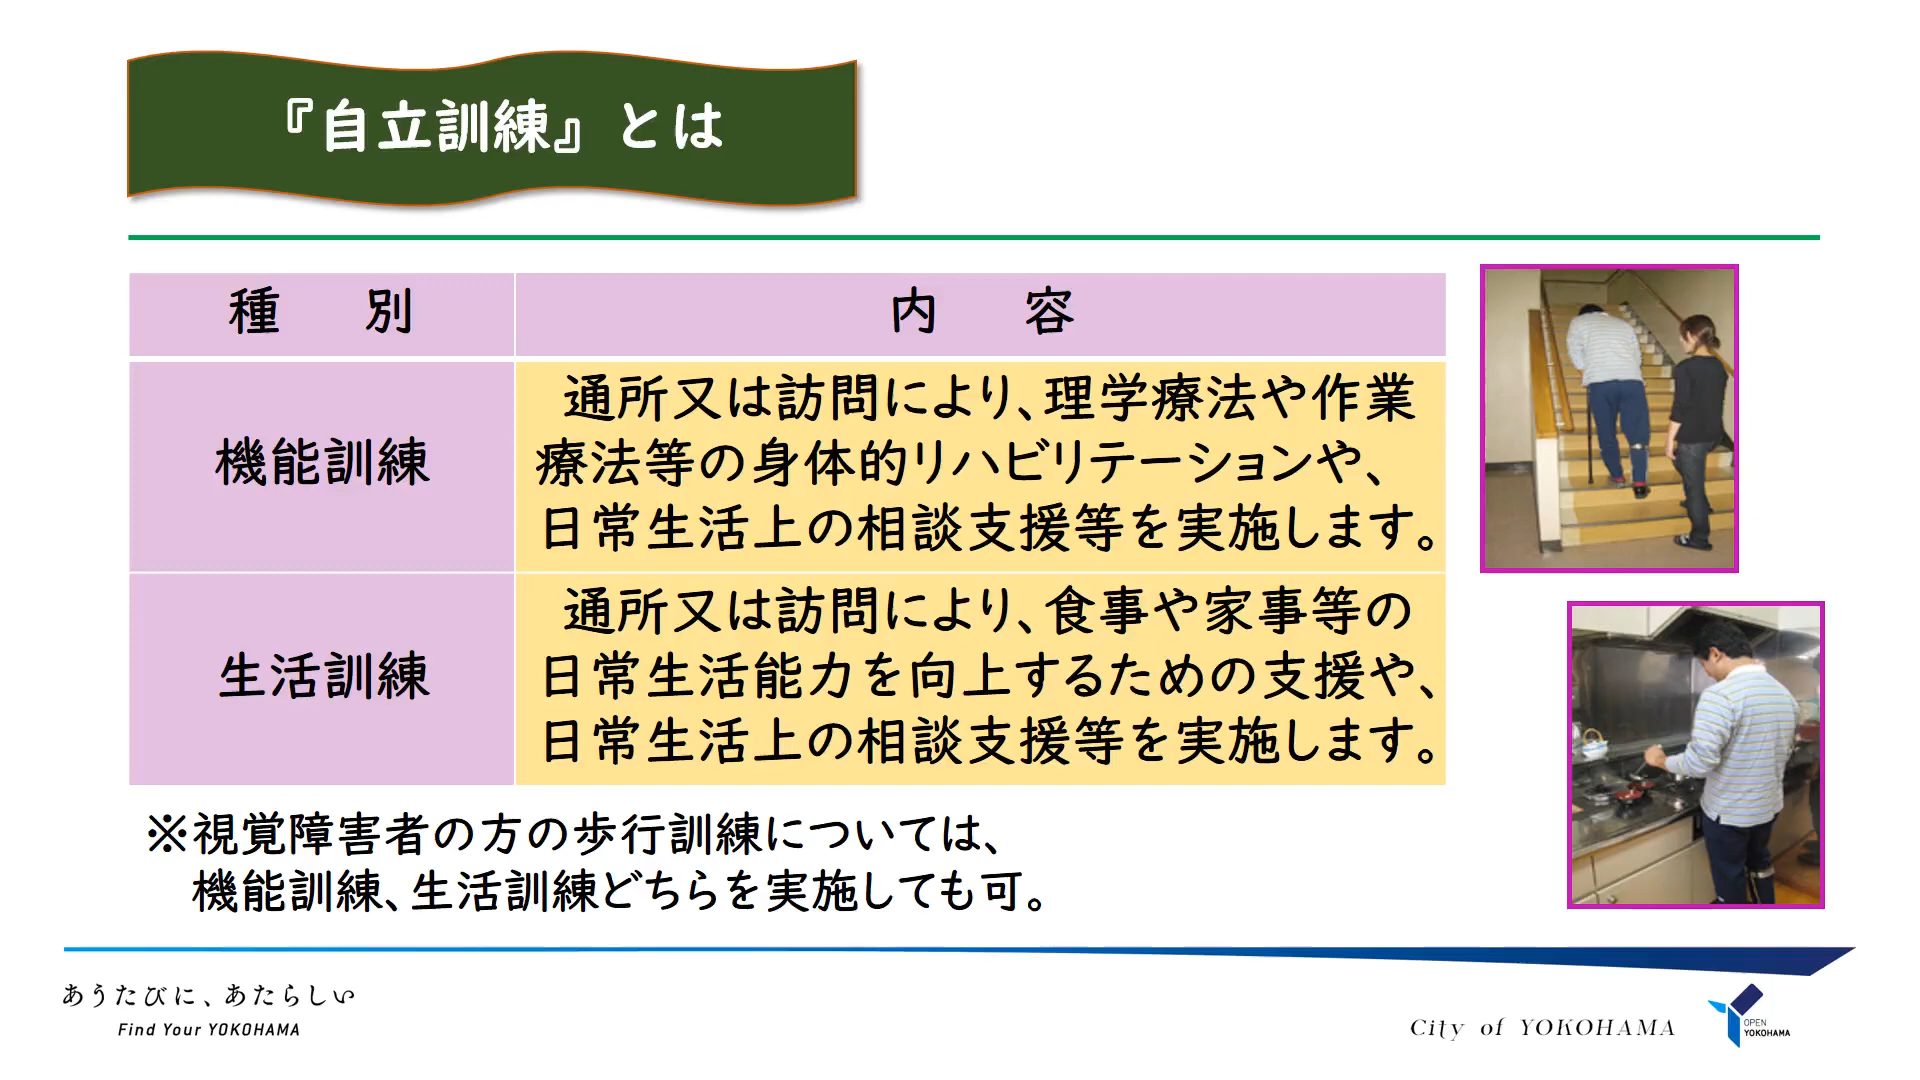 『自立訓練』とは
種　　別
内　　容
機能訓練
通所又は訪問により、理学療法や作業
療法等の身体的リハビリテーションや、
日常生活上の相談支援等を実施します。
生活訓練
通所又は訪問により、食事や家事等の
日常生活能力を向上するための支援や、
日常生活上の相談支援等を実施します。
※視覚障害者の方の歩行訓練については、
機能訓練、生活訓練どちらを実施しても可。
あうたびに、あたらしい
Find Your YOKOHAMA
City of YOKOHAMA
OPEN
YOKOHAMA